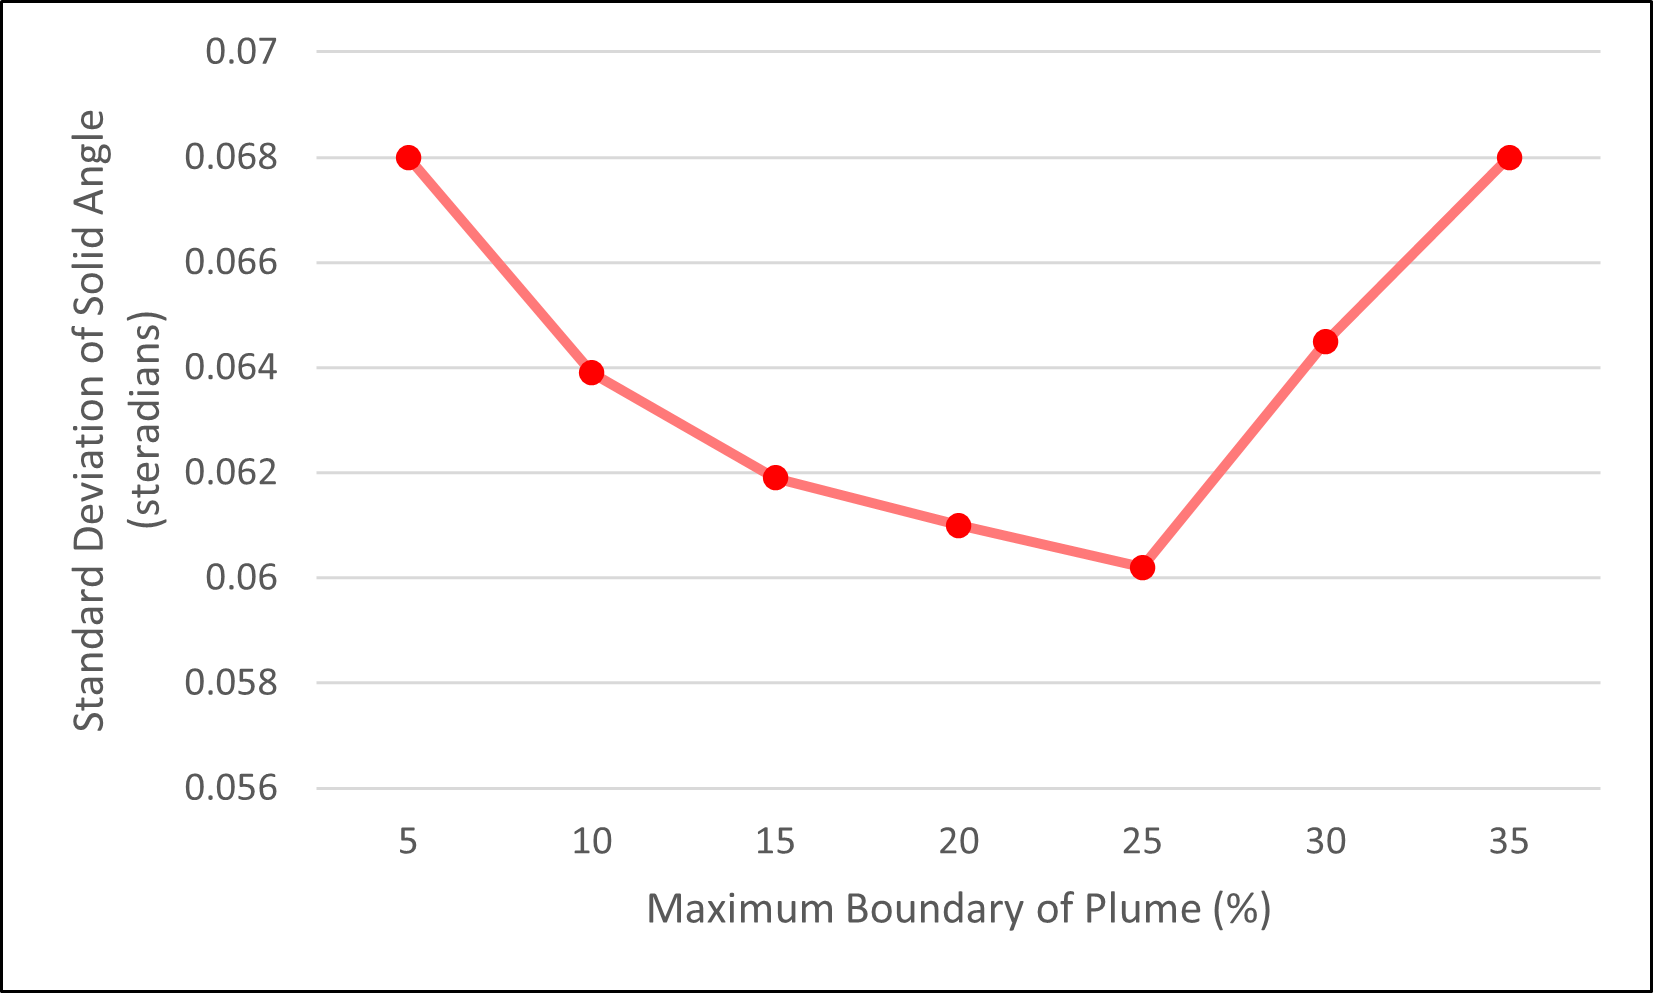 0.07
0.068
0.066
0.064
0.062
0.06
0.058
0.056
Standard Deviation of Solid Angle
(steradians)
5 10 15 20 25 30 35
Maximum Boundary of Plume (%)